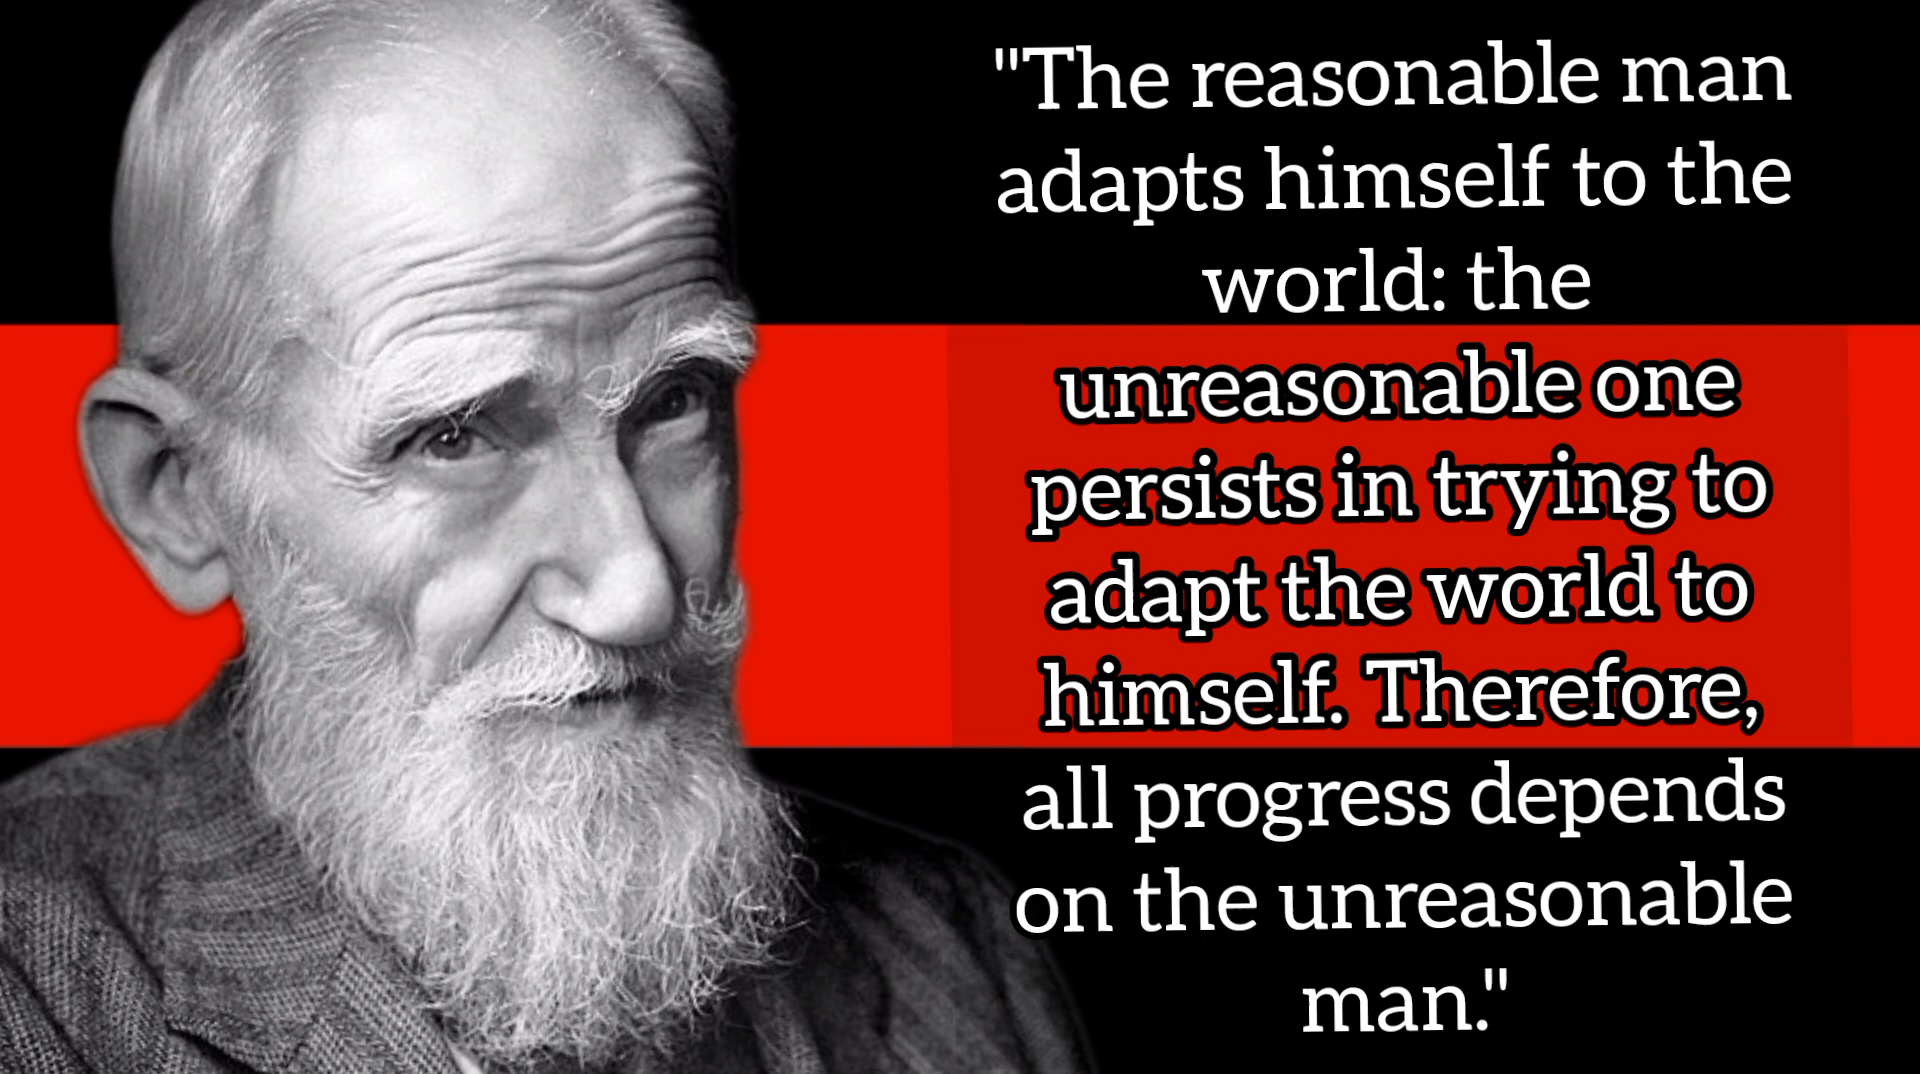 "The reasonable man
adapts himself to the
world: the
unreasonable one
persists in trying to
adapt the world to
himself. Therefore,
all progress depends
on the unreasonable
man."